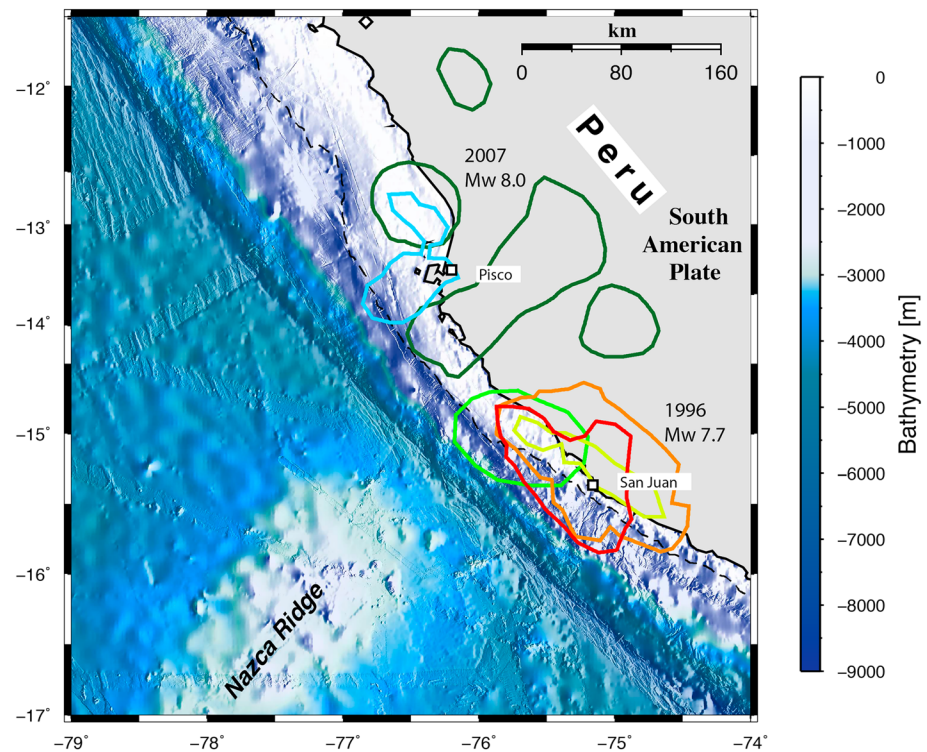 km
0 80 160
Peru
2007
Mw 8.0
South
American
Plate
Pisco
1996
Mw 7.7
San Juan
Nazca Ridge
−12˚
−13˚
−14˚
−15˚
−16˚
−17˚
−79˚ −78˚ −77˚ −76˚ −75˚ −74˚
0
−1000
−2000
−3000
−4000
−5000
−6000
−7000
−8000
−9000
Bathymetry [m]